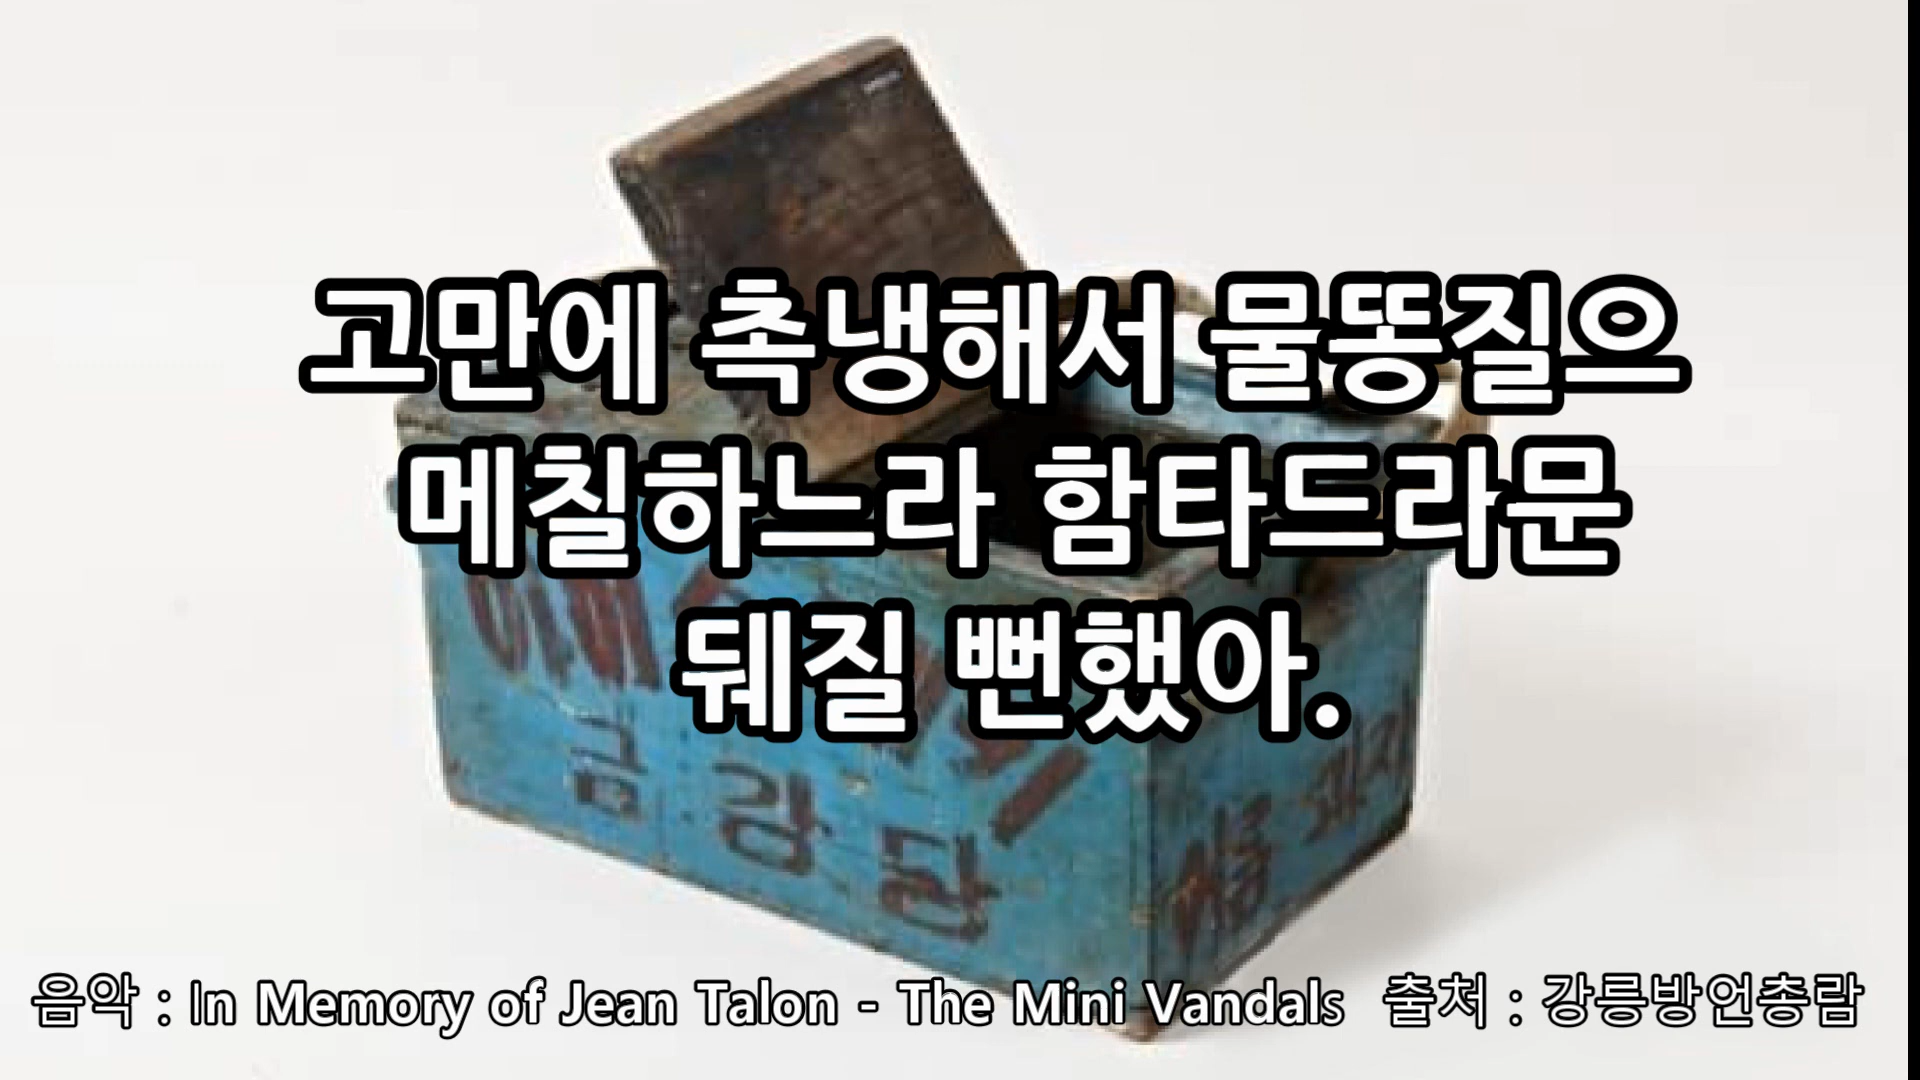 고만에 촉냉해서 물똥질으
메칠하느라 함타드라문
뒈질 뻔했아.
금강담
음악 : In Memory of Jean Talon - The Mini Vandals 출처 : 강릉방언총람